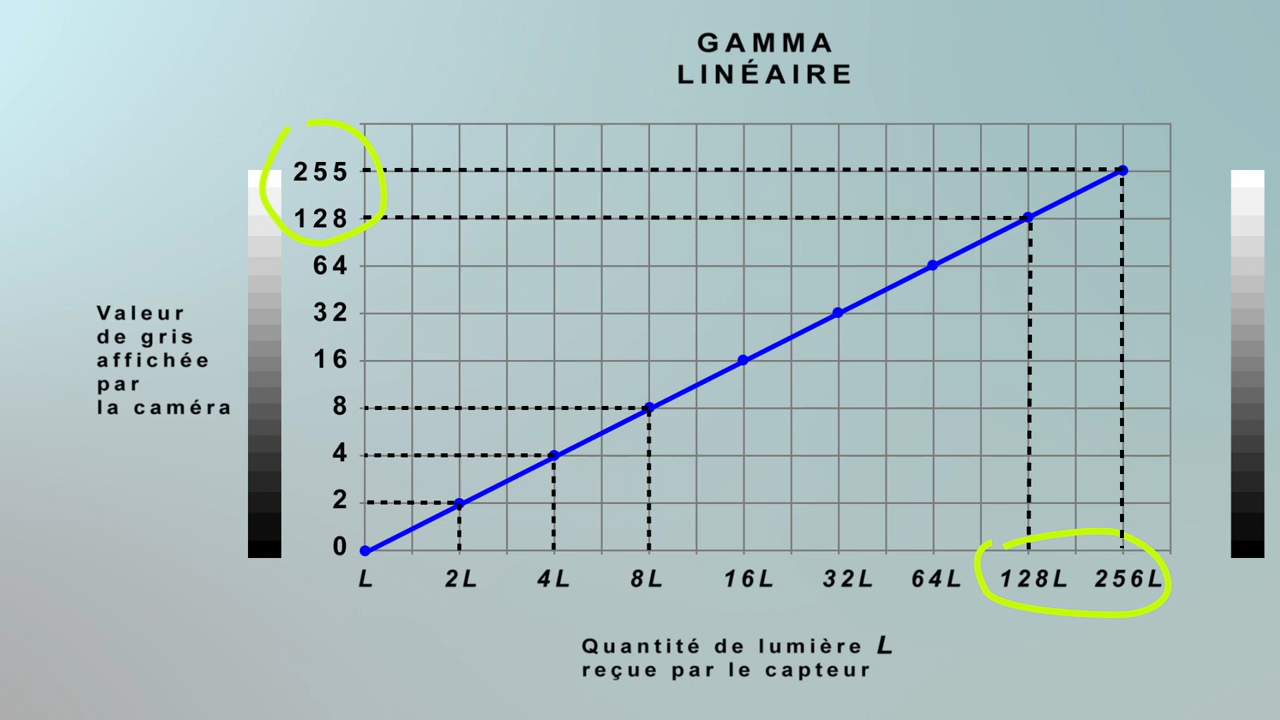 GAMMA
LINÉAIRE
255
128
64
32
16
8
4
2
0
Valeur
de gris
affichée
par
la caméra
L 2L 4L 8L 16L 32L 64L 128L 256L
Quantité de lumière L
reçue par le capteur